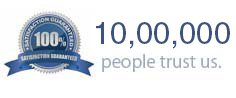 SATISFACTION GUARANTEED
100%
SATISFACTION GUARANTEED
10,00,000
people trust us.